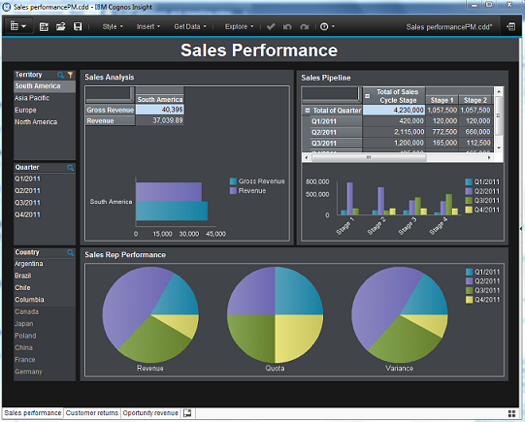 Sales performancePM.cdd - IBM Cognos Insight
Style Insert Get Data Explore Sales performancePM.cdd*
Sales Performance
Territory
South America
Asia Pacific
Europe
North America
Quarter
Q1/2011
Q2/2011
Q3/2011
Q4/2011
Country
Argentina
Brazil
Chile
Columbia
Canada
Japan
Poland
China
France
Germany
Sales Analysis
South America
Gross Revenue 40,396
Revenue 37,039.89
Gross Revenue
Revenue
South America
0 15,000 30,000 45,000
Sales Pipeline
Total of Sales
Cycle Stage Stage 1 Stage 2
Total of Quarter 4,230,000 1,057,500 1,057,500
Q1/2011 420,000 120,000 120,000
Q2/2011 2,115,000 772,500 660,000
Q3/2011 1,200,000 165,000 112,500
800,000
500,000
0
Stage 1 Stage 2 Stage 3 Stage 4
Q1/2011
Q2/2011
Q3/2011
Q4/2011
Sales Rep Performance
Revenue Quota Variance
Q1/2011
Q2/2011
Q3/2011
Q4/2011
Sales performance Customer returns Oportunity revenue